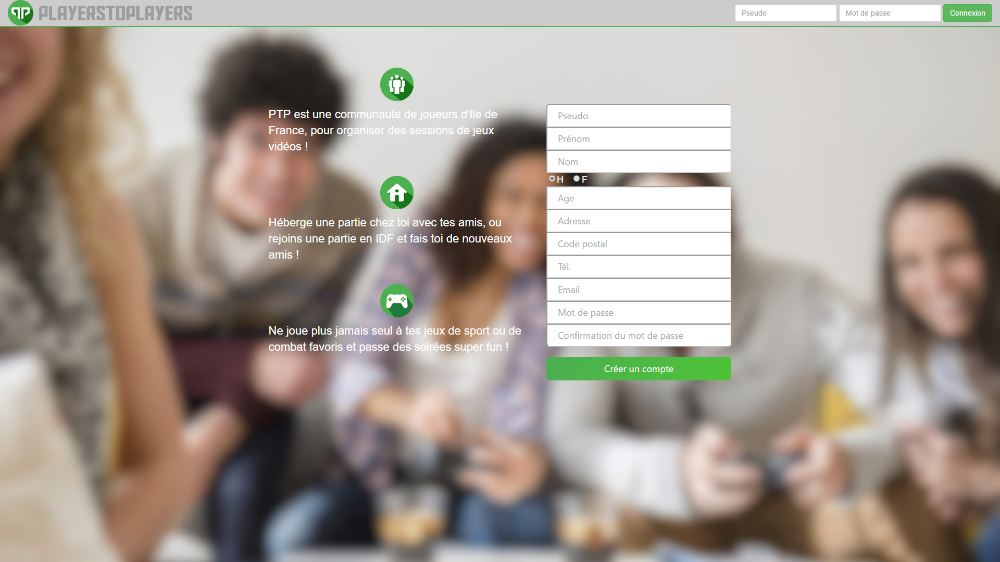 PLAYERSTOPLAYERS
Pseudo
Mot de passe
Connexion
PTP est une communauté de joueurs d'Ile de
France, pour organiser des sessions de jeux
vidéos !
Héberge une partie chez toi avec tes amis, ou
rejoins une partie en IDF et fais toi de nouveaux
amis !
Ne joue plus jamais seul à tes jeux de sport ou de
combat favoris et passe des soirées super fun !
Pseudo
Prénom
Nom
H F
Age
Adresse
Code postal
Tél.
Email
Mot de passe
Confirmation du mot de passe
Créer un compte